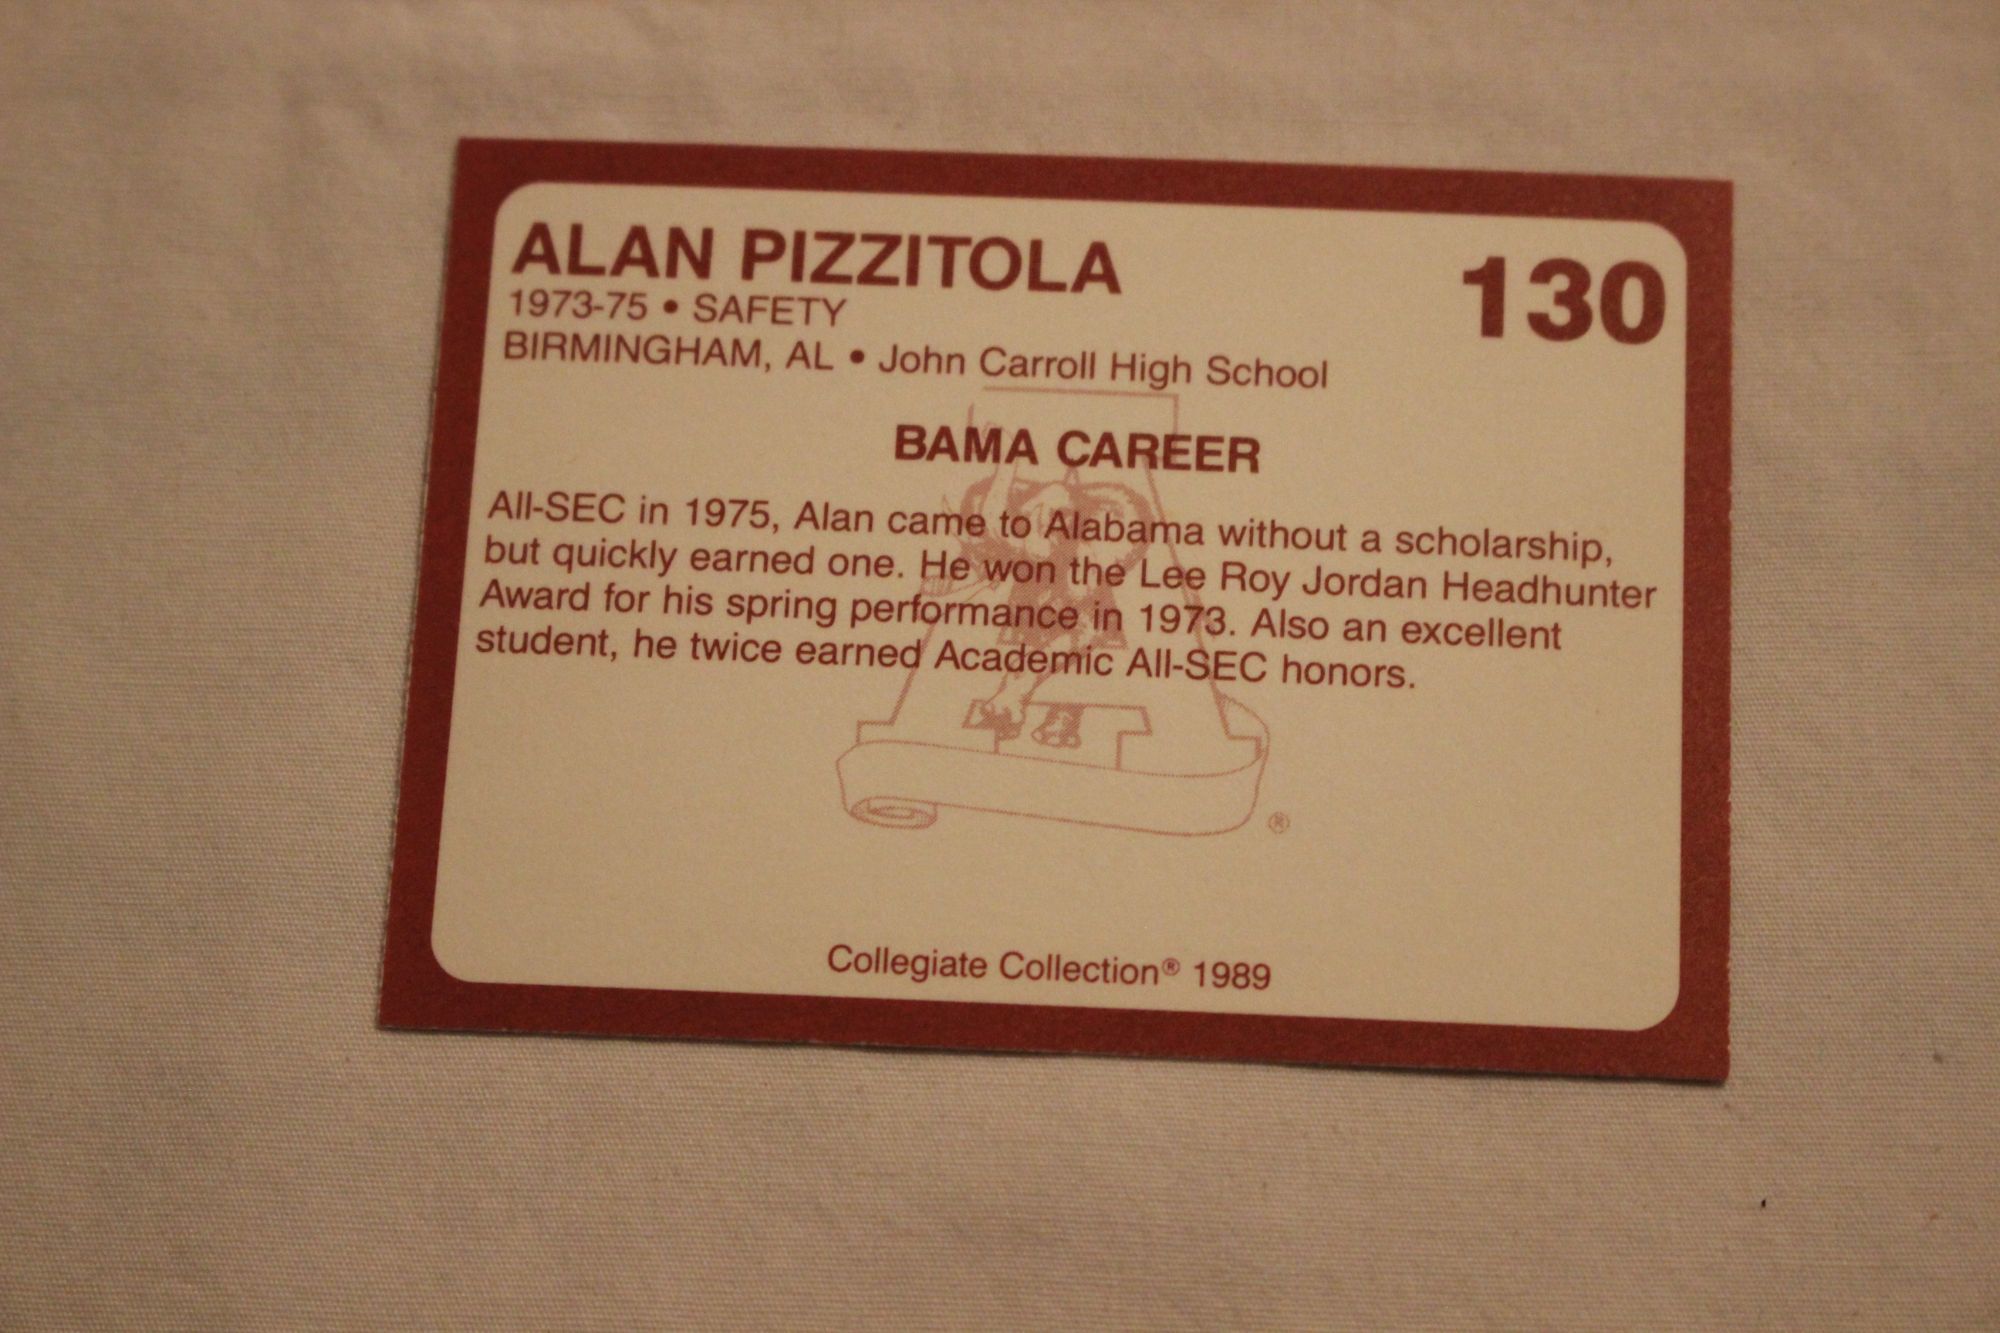 ALAN PIZZITOLA
130
1973-75 • SAFETY
BIRMINGHAM, AL • John Carroll High School
BAMA CAREER
All-SEC in 1975, Alan came to Alabama without a scholarship,
but quickly earned one. He won the Lee Roy Jordan Headhunter
Award for his spring performance in 1973. Also an excellent
student, he twice earned Academic All-SEC honors.
®
Collegiate Collection® 1989